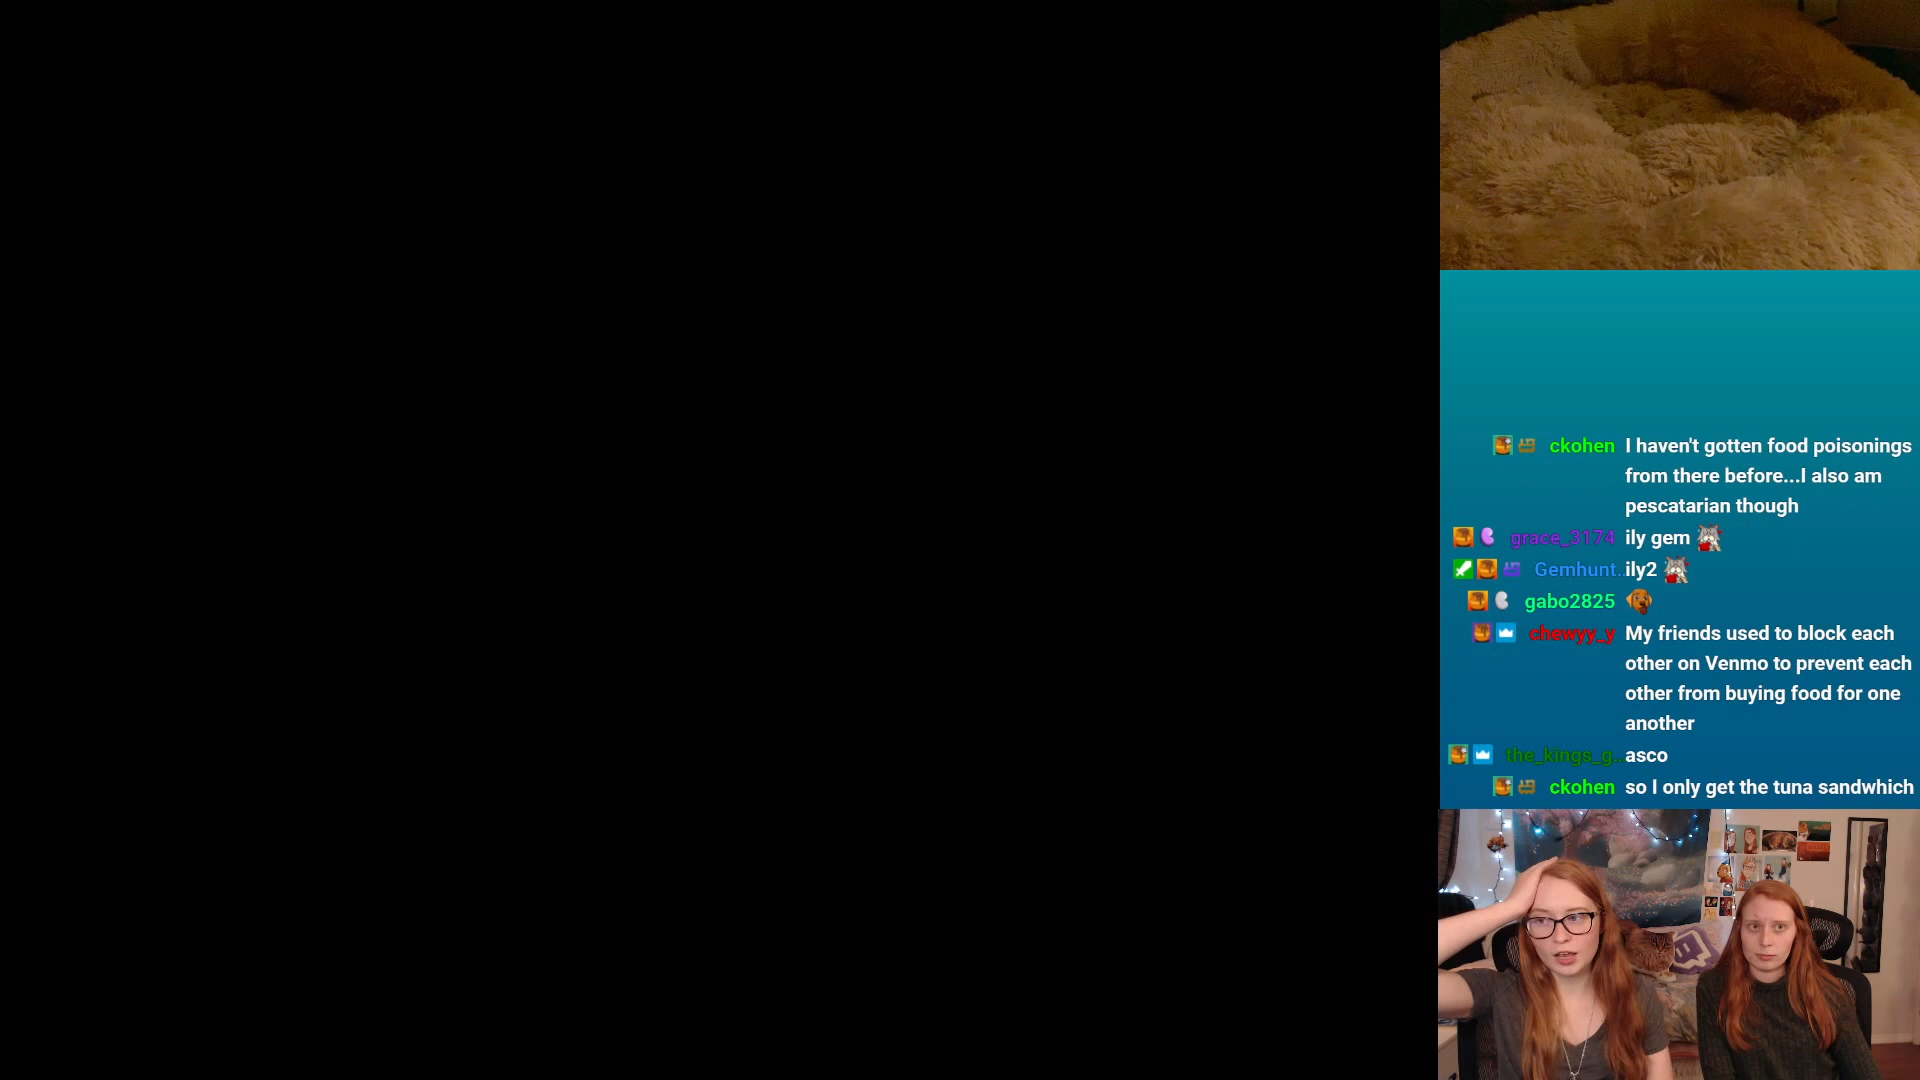 ckohen I haven't gotten food poisonings
from there before...I also am
pescatarian though
grace_3174 ily gem
Gemhunt.. ily2
gabo2825
chewyy_y My friends used to block each
other on Venmo to prevent each
other from buying food for one
another
the_kings_g.. asco
ckohen so I only get the tuna sandwhich